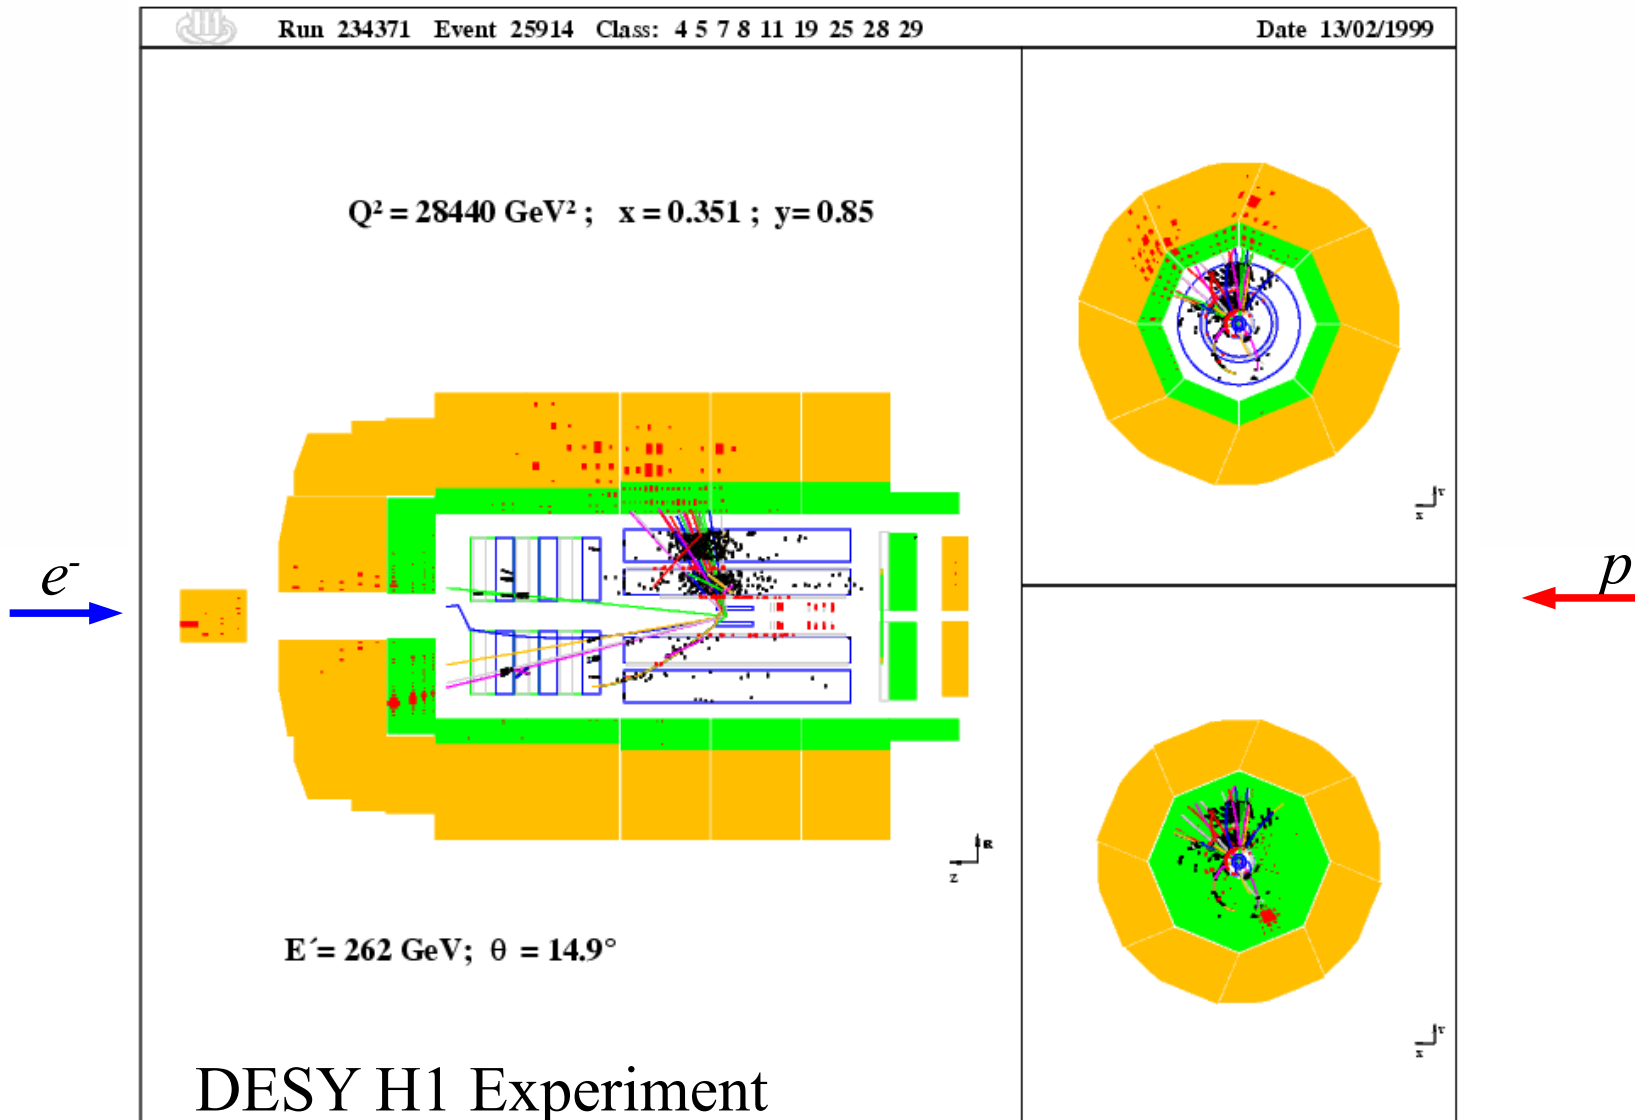 Run 234371 Event 25914 Class: 4 5 7 8 11 19 25 28 29 Date 13/02/1999
Q² = 28440 GeV² ; x = 0.351 ; y= 0.85
e⁻
p
R
Z
E´= 262 GeV; θ = 14.9°
DESY H1 Experiment